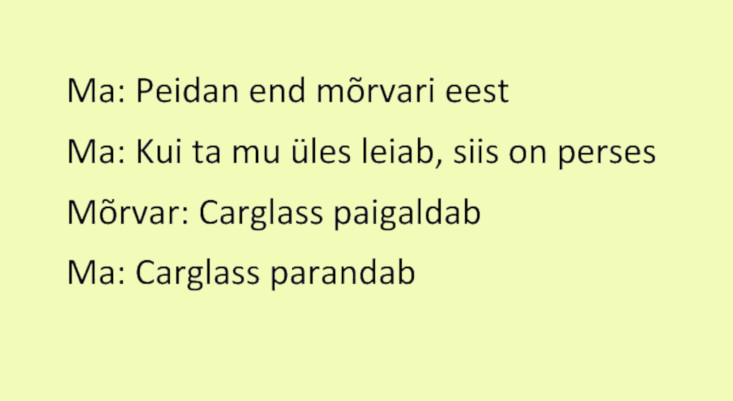 Ma: Peidan end mõrvari eest
Ma: Kui ta mu üles leiab, siis on perses
Mõrvar: Carglass paigaldab
Ma: Carglass parandab